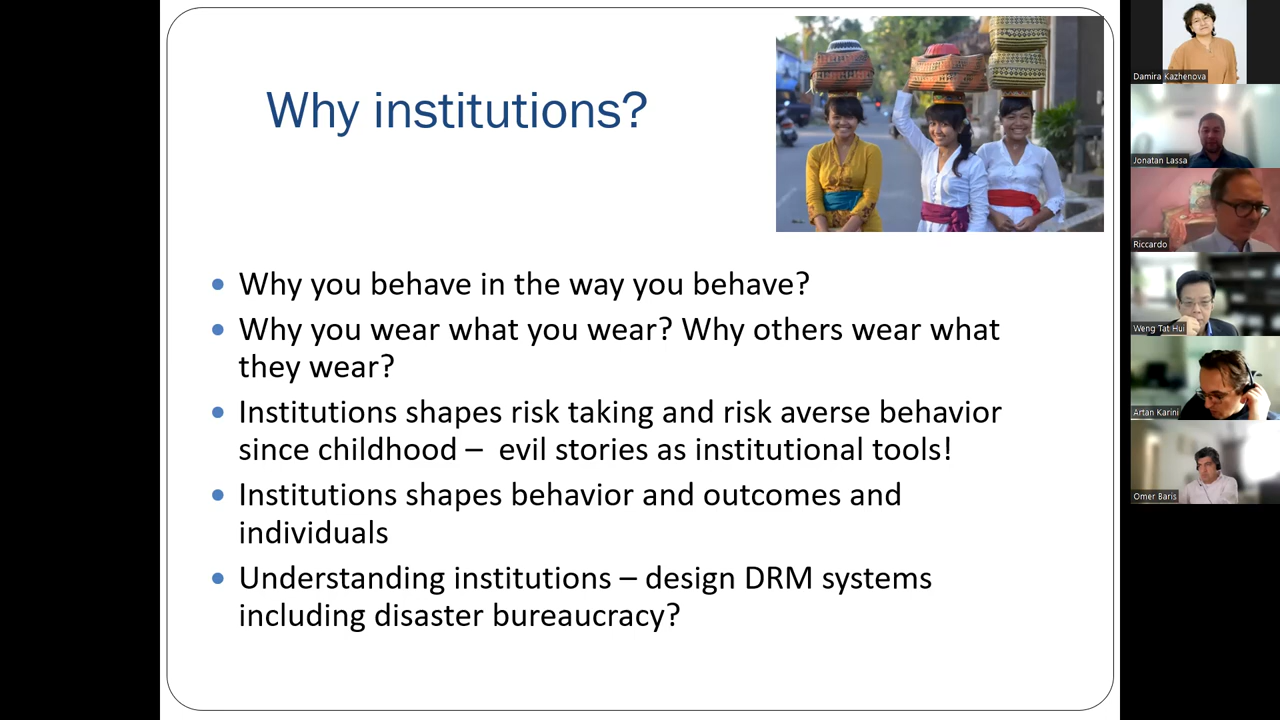 Why institutions?
• Why you behave in the way you behave?
• Why you wear what you wear? Why others wear what
they wear?
• Institutions shapes risk taking and risk averse behavior
since childhood – evil stories as institutional tools!
• Institutions shapes behavior and outcomes and
individuals
• Understanding institutions – design DRM systems
including disaster bureaucracy?
Damira Kazhenova
Jonatan Lassa
Riccardo
Weng Tat Hui
Artan Karini
Omer Baris